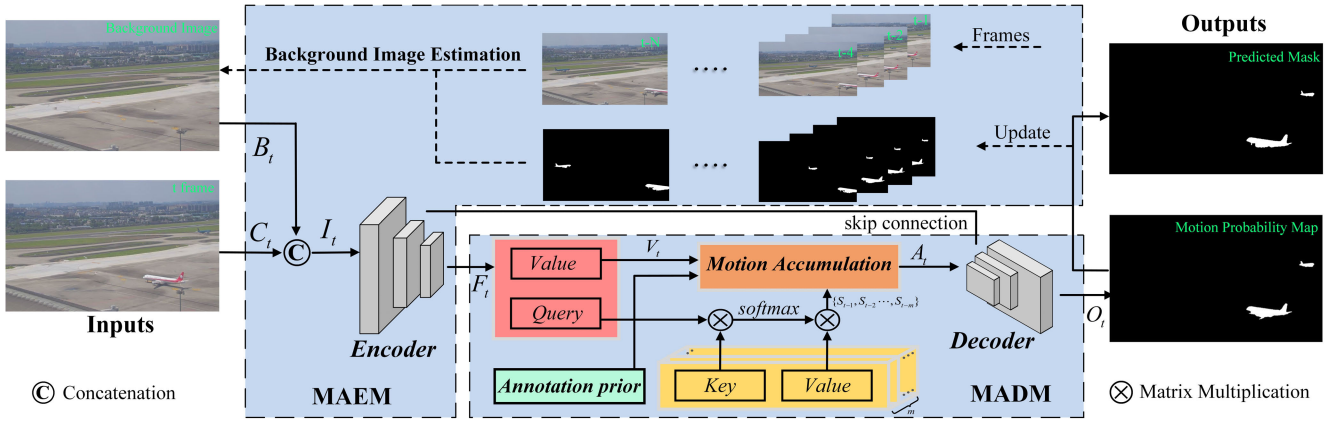 Background Image
B_t
t frame
C_t
I_t
Inputs
© Concatenation
Background Image Estimation
t-N
t-4
t-2
t-1
Frames
Update
Encoder
MAEM
skip connection
F_t
Value
Query
V_t
Motion Accumulation
A_t
{S_{t-1}, S_{t-2} ⋯, S_{t-m}}
softmax
Annotation prior
Key
Value
m
Decoder
MADM
O_t
Outputs
Predicted Mask
Motion Probability Map
⊗ Matrix Multiplication